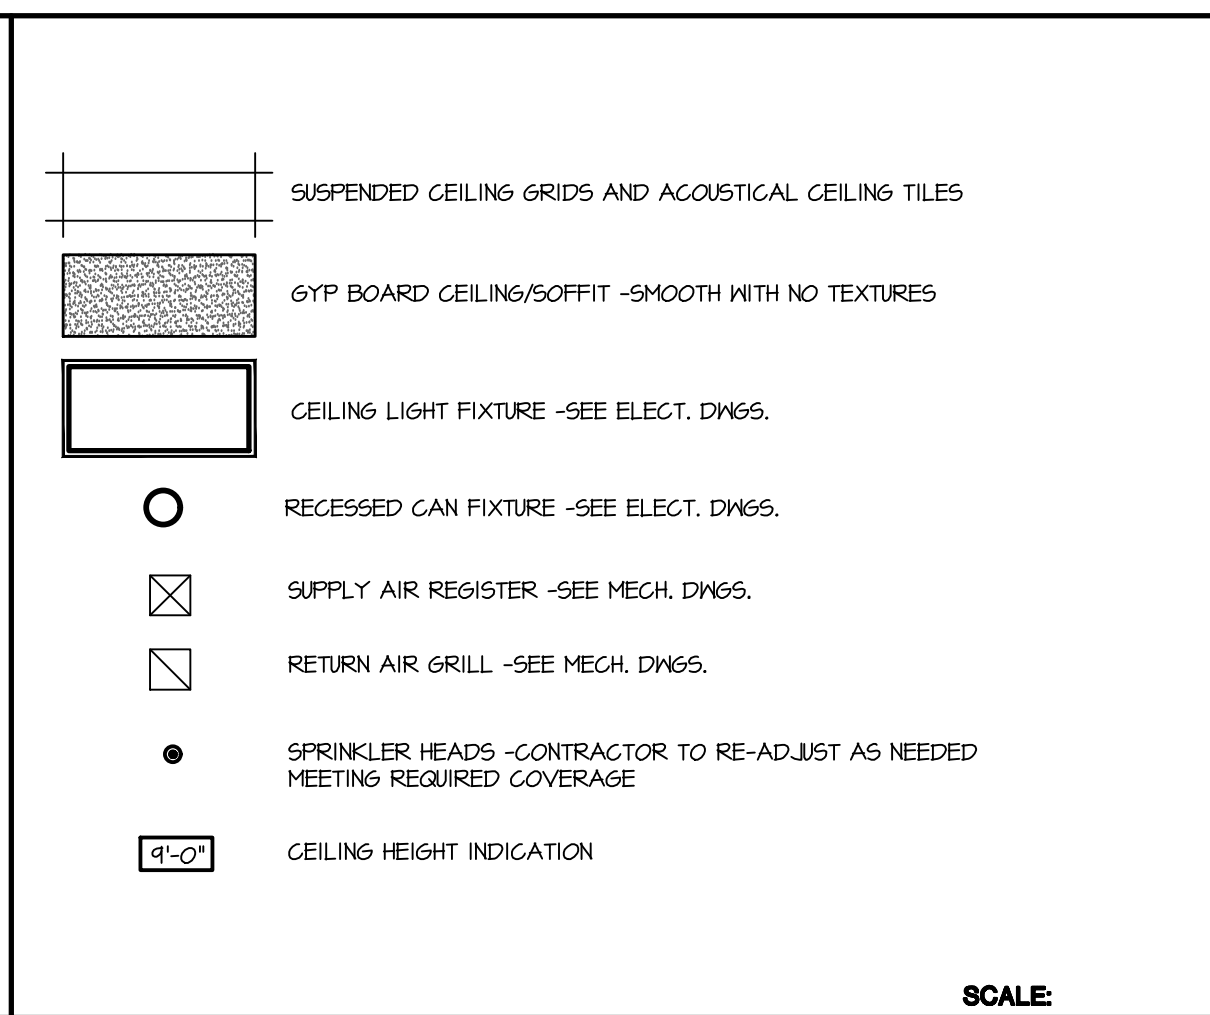 SUSPENDED CEILING GRIDS AND ACOUSTICAL CEILING TILES
GYP BOARD CEILING/SOFFIT -SMOOTH WITH NO TEXTURES
CEILING LIGHT FIXTURE -SEE ELECT. DWGS.
RECESSED CAN FIXTURE -SEE ELECT. DWGS.
SUPPLY AIR REGISTER -SEE MECH. DWGS.
RETURN AIR GRILL -SEE MECH. DWGS.
SPRINKLER HEADS -CONTRACTOR TO RE-ADJUST AS NEEDED
MEETING REQUIRED COVERAGE
9'-0" CEILING HEIGHT INDICATION
SCALE: